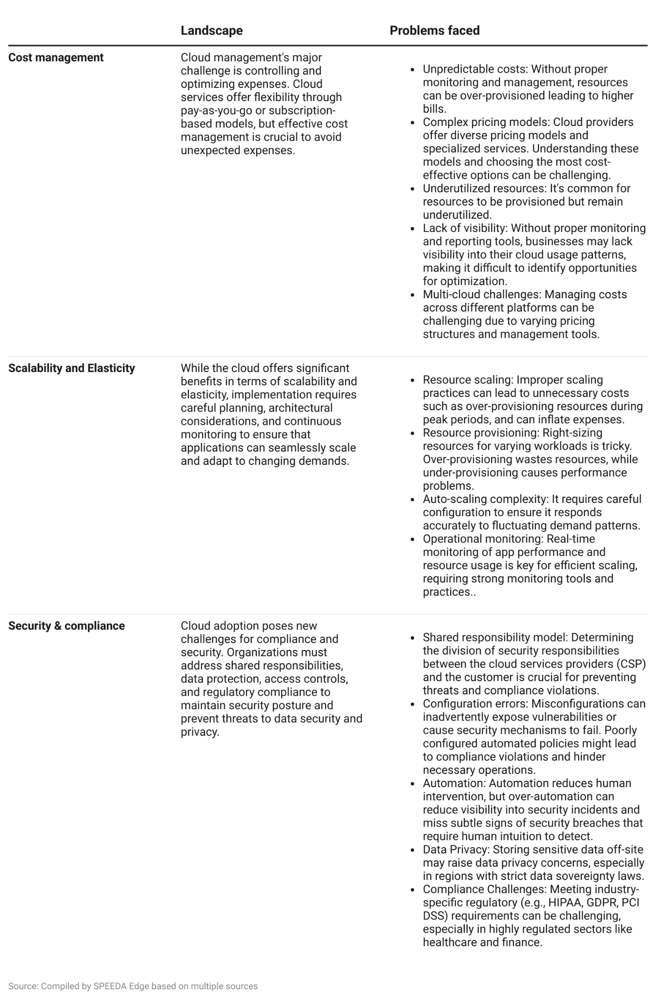 Landscape
Problems faced
Cost management
Cloud management's major
challenge is controlling and
optimizing expenses. Cloud
services offer flexibility through
pay-as-you-go or subscription-
based models, but effective cost
management is crucial to avoid
unexpected expenses.
• Unpredictable costs: Without proper
monitoring and management, resources
can be over-provisioned leading to higher
bills.
• Complex pricing models: Cloud providers
offer diverse pricing models and
specialized services. Understanding these
models and choosing the most cost-
effective options can be challenging.
• Underutilized resources: It's common for
resources to be provisioned but remain
underutilized.
• Lack of visibility: Without proper monitoring
and reporting tools, businesses may lack
visibility into their cloud usage patterns,
making it difficult to identify opportunities
for optimization.
• Multi-cloud challenges: Managing costs
across different platforms can be
challenging due to varying pricing
structures and management tools.
Scalability and Elasticity
While the cloud offers significant
benefits in terms of scalability and
elasticity, implementation requires
careful planning, architectural
considerations, and continuous
monitoring to ensure that
applications can seamlessly scale
and adapt to changing demands.
• Resource scaling: Improper scaling
practices can lead to unnecessary costs
such as over-provisioning resources during
peak periods, and can inflate expenses.
• Resource provisioning: Right-sizing
resources for varying workloads is tricky.
Over-provisioning wastes resources, while
under-provisioning causes performance
problems.
• Auto-scaling complexity: It requires careful
configuration to ensure it responds
accurately to fluctuating demand patterns.
• Operational monitoring: Real-time
monitoring of app performance and
resource usage is key for efficient scaling,
requiring strong monitoring tools and
practices..
Security & compliance
Cloud adoption poses new
challenges for compliance and
security. Organizations must
address shared responsibilities,
data protection, access controls,
and regulatory compliance to
maintain security posture and
prevent threats to data security and
privacy.
• Shared responsibility model: Determining
the division of security responsibilities
between the cloud services providers (CSP)
and the customer is crucial for preventing
threats and compliance violations.
• Configuration errors: Misconfigurations can
inadvertently expose vulnerabilities or
cause security mechanisms to fail. Poorly
configured automated policies might lead
to compliance violations and hinder
necessary operations.
• Automation: Automation reduces human
intervention, but over-automation can
reduce visibility into security incidents and
miss subtle signs of security breaches that
require human intuition to detect.
• Data Privacy: Storing sensitive data off-site
may raise data privacy concerns, especially
in regions with strict data sovereignty laws.
• Compliance Challenges: Meeting industry-
specific regulatory (e.g., HIPAA, GDPR, PCI
DSS) requirements can be challenging,
especially in highly regulated sectors like
healthcare and finance.
Source: Compiled by SPEEDA Edge based on multiple sources